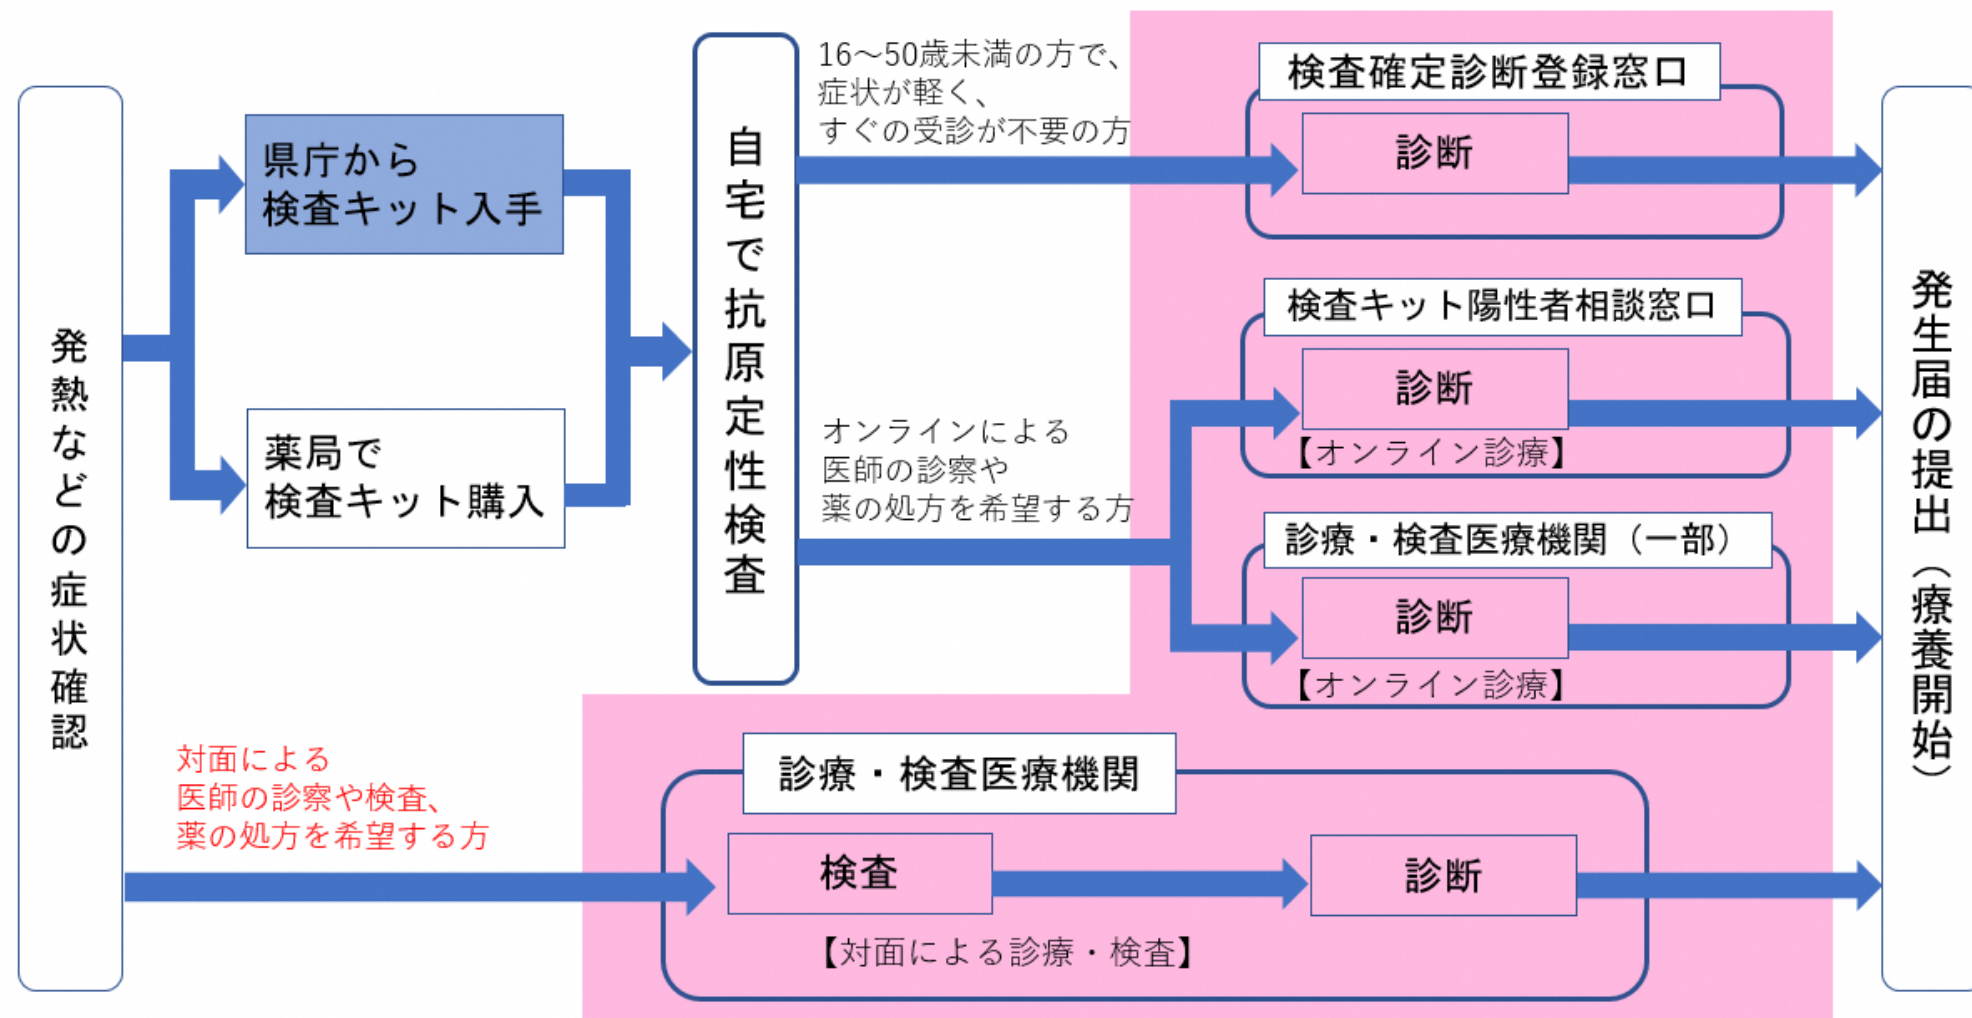 発熱などの症状確認
県庁から
検査キット入手
薬局で
検査キット購入
自宅で抗原定性検査
16～50歳未満の方で、
症状が軽く、
すぐの受診が不要の方
検査確定診断登録窓口
診断
オンラインによる
医師の診察や
薬の処方を希望する方
検査キット陽性者相談窓口
診断
【オンライン診療】
診療・検査医療機関（一部）
診断
【オンライン診療】
対面による
医師の診察や検査、
薬の処方を希望する方
診療・検査医療機関
検査
診断
【対面による診療・検査】
発生届の提出（療養開始）